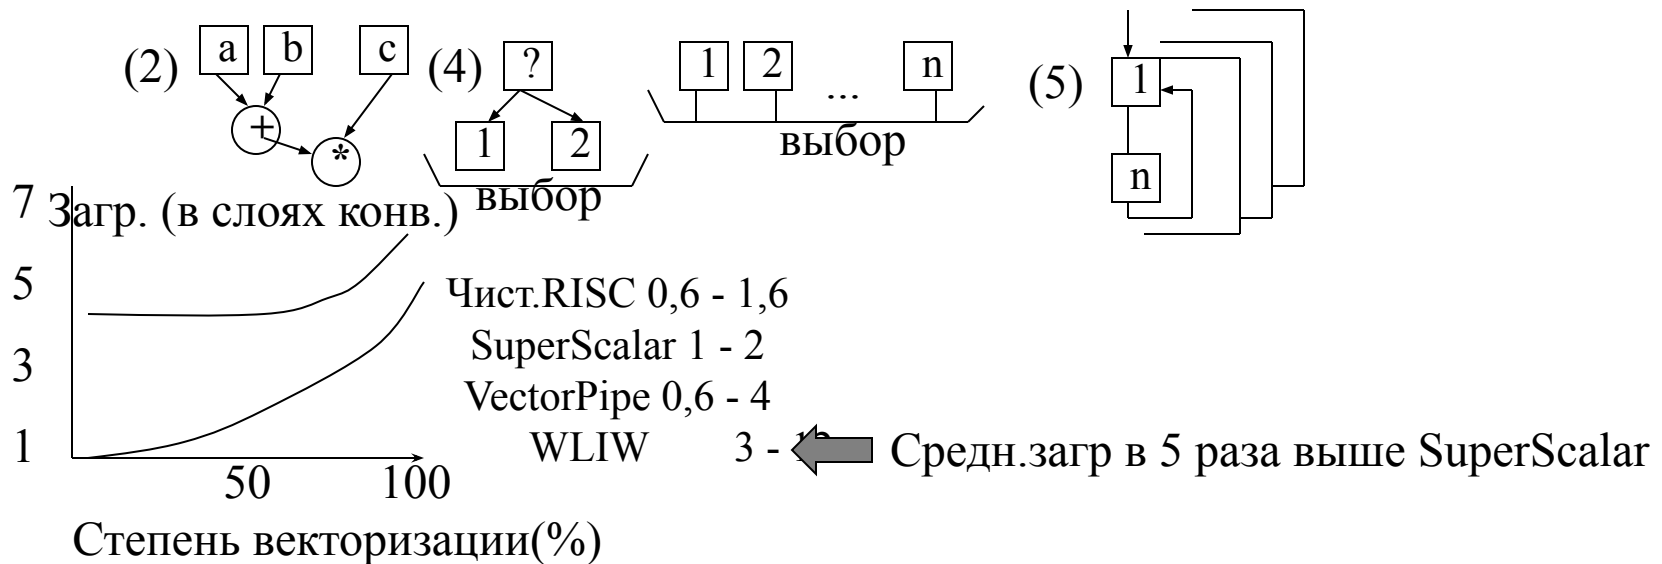 (2) a b c (4) ? 1 2 n (5) 1
...
+ * 1 2 выбор
n
выбор
7 Загр. (в слоях конв.)
5 Чист.RISC 0,6 - 1,6
SuperScalar 1 - 2
3
VectorPipe 0,6 - 4
1 WLIW 3 - Средн.загр в 5 раза выше SuperScalar
50 100
Степень векторизации(%)